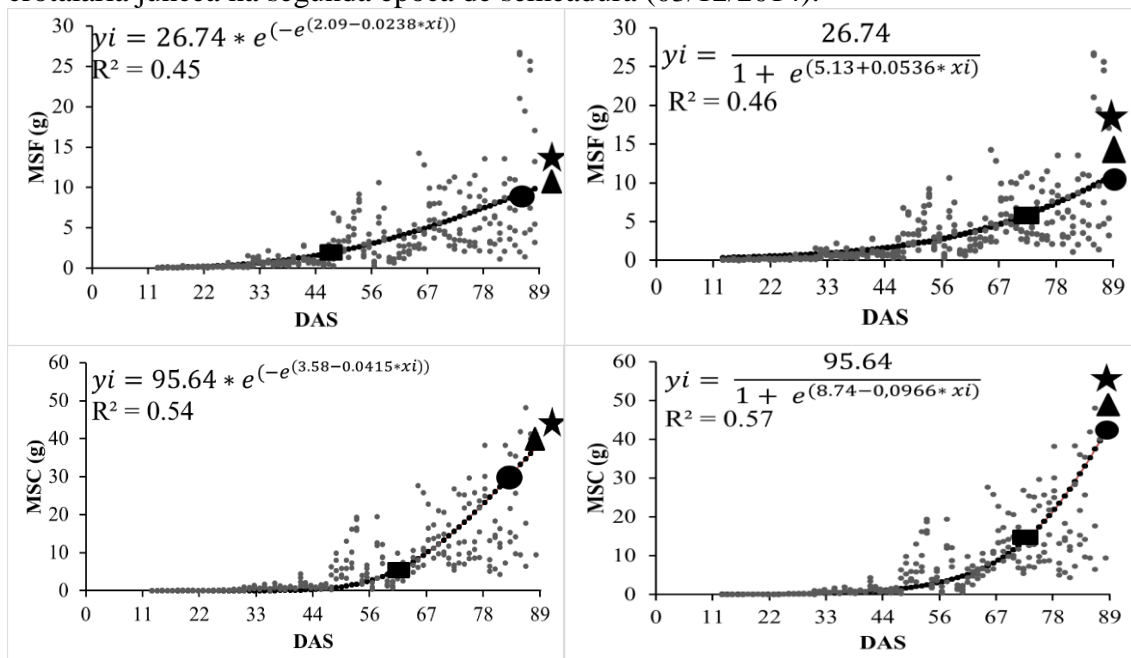 crotalária júncea na segunda época de semeadura (03/12/2014).
yi = 26.74 * e^(−e^(2.09−0.0238*xi))
R² = 0.45
MSF (g)
30
25
20
15
10
5
0
0 11 22 33 44 56 67 78 89
DAS
yi = 26.74 / (1 + e^(5.13+0.0536* xi))
R² = 0.46
MSF (g)
30
25
20
15
10
5
0
0 11 22 33 44 56 67 78 89
DAS
yi = 95.64 * e^(−e^(3.58−0.0415*xi))
R² = 0.54
MSC (g)
60
50
40
30
20
10
0
0 11 22 33 44 56 67 78 89
DAS
yi = 95.64 / (1 + e^(8.74−0,0966* xi))
R² = 0.57
MSC (g)
60
50
40
30
20
10
0
0 11 22 33 44 56 67 78 89
DAS